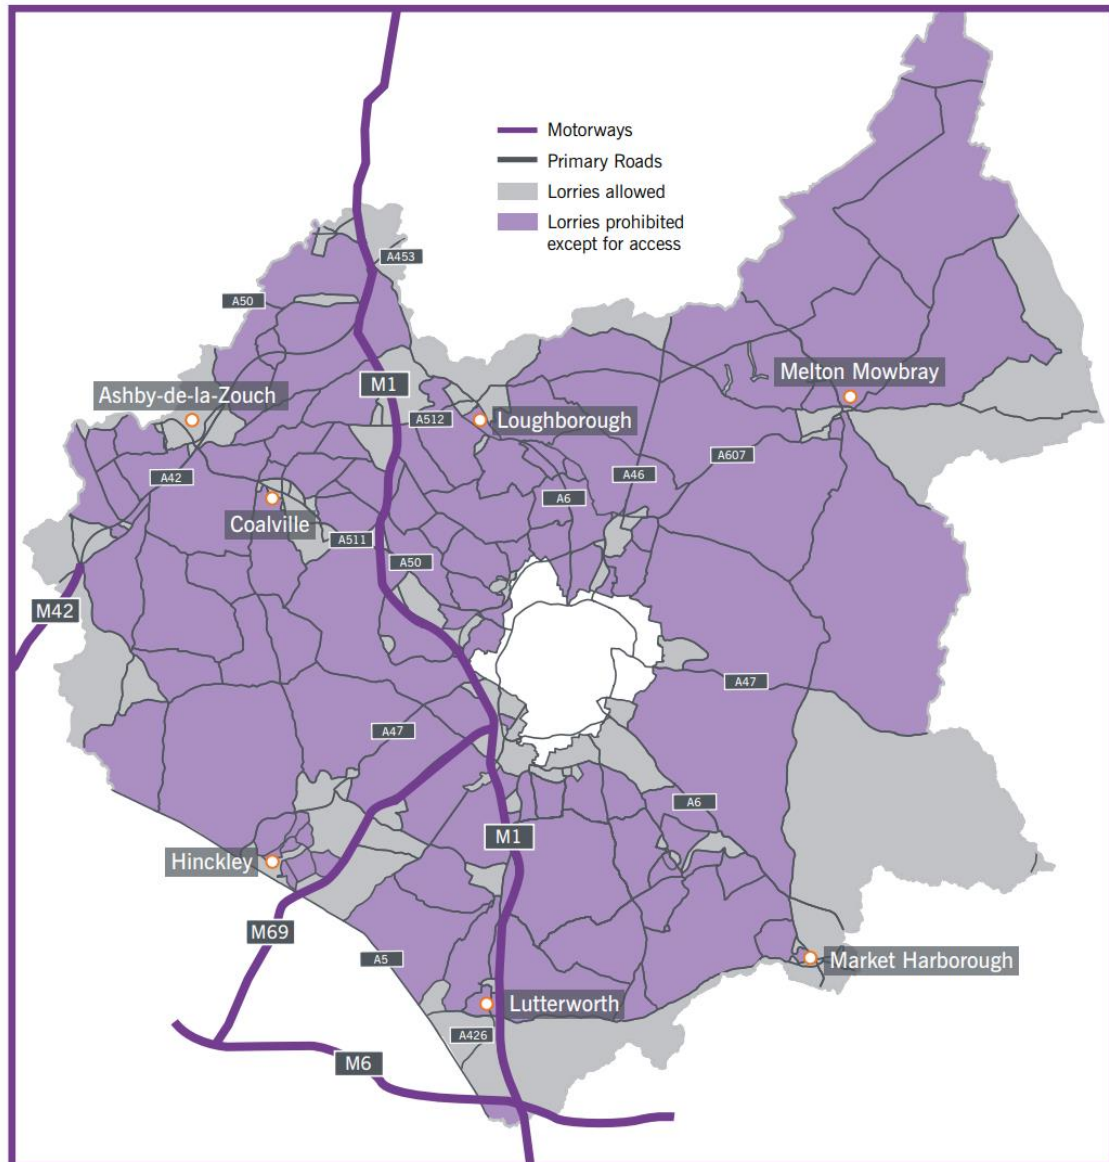 Motorways
Primary Roads
Lorries allowed
Lorries prohibited
except for access
A453
A50
M1
Melton Mowbray
Ashby-de-la-Zouch
A512
Loughborough
A607
A46
A42
A6
Coalville
A511
A50
M42
A47
A47
A6
M1
Hinckley
M69
A5
Market Harborough
Lutterworth
A426
M6